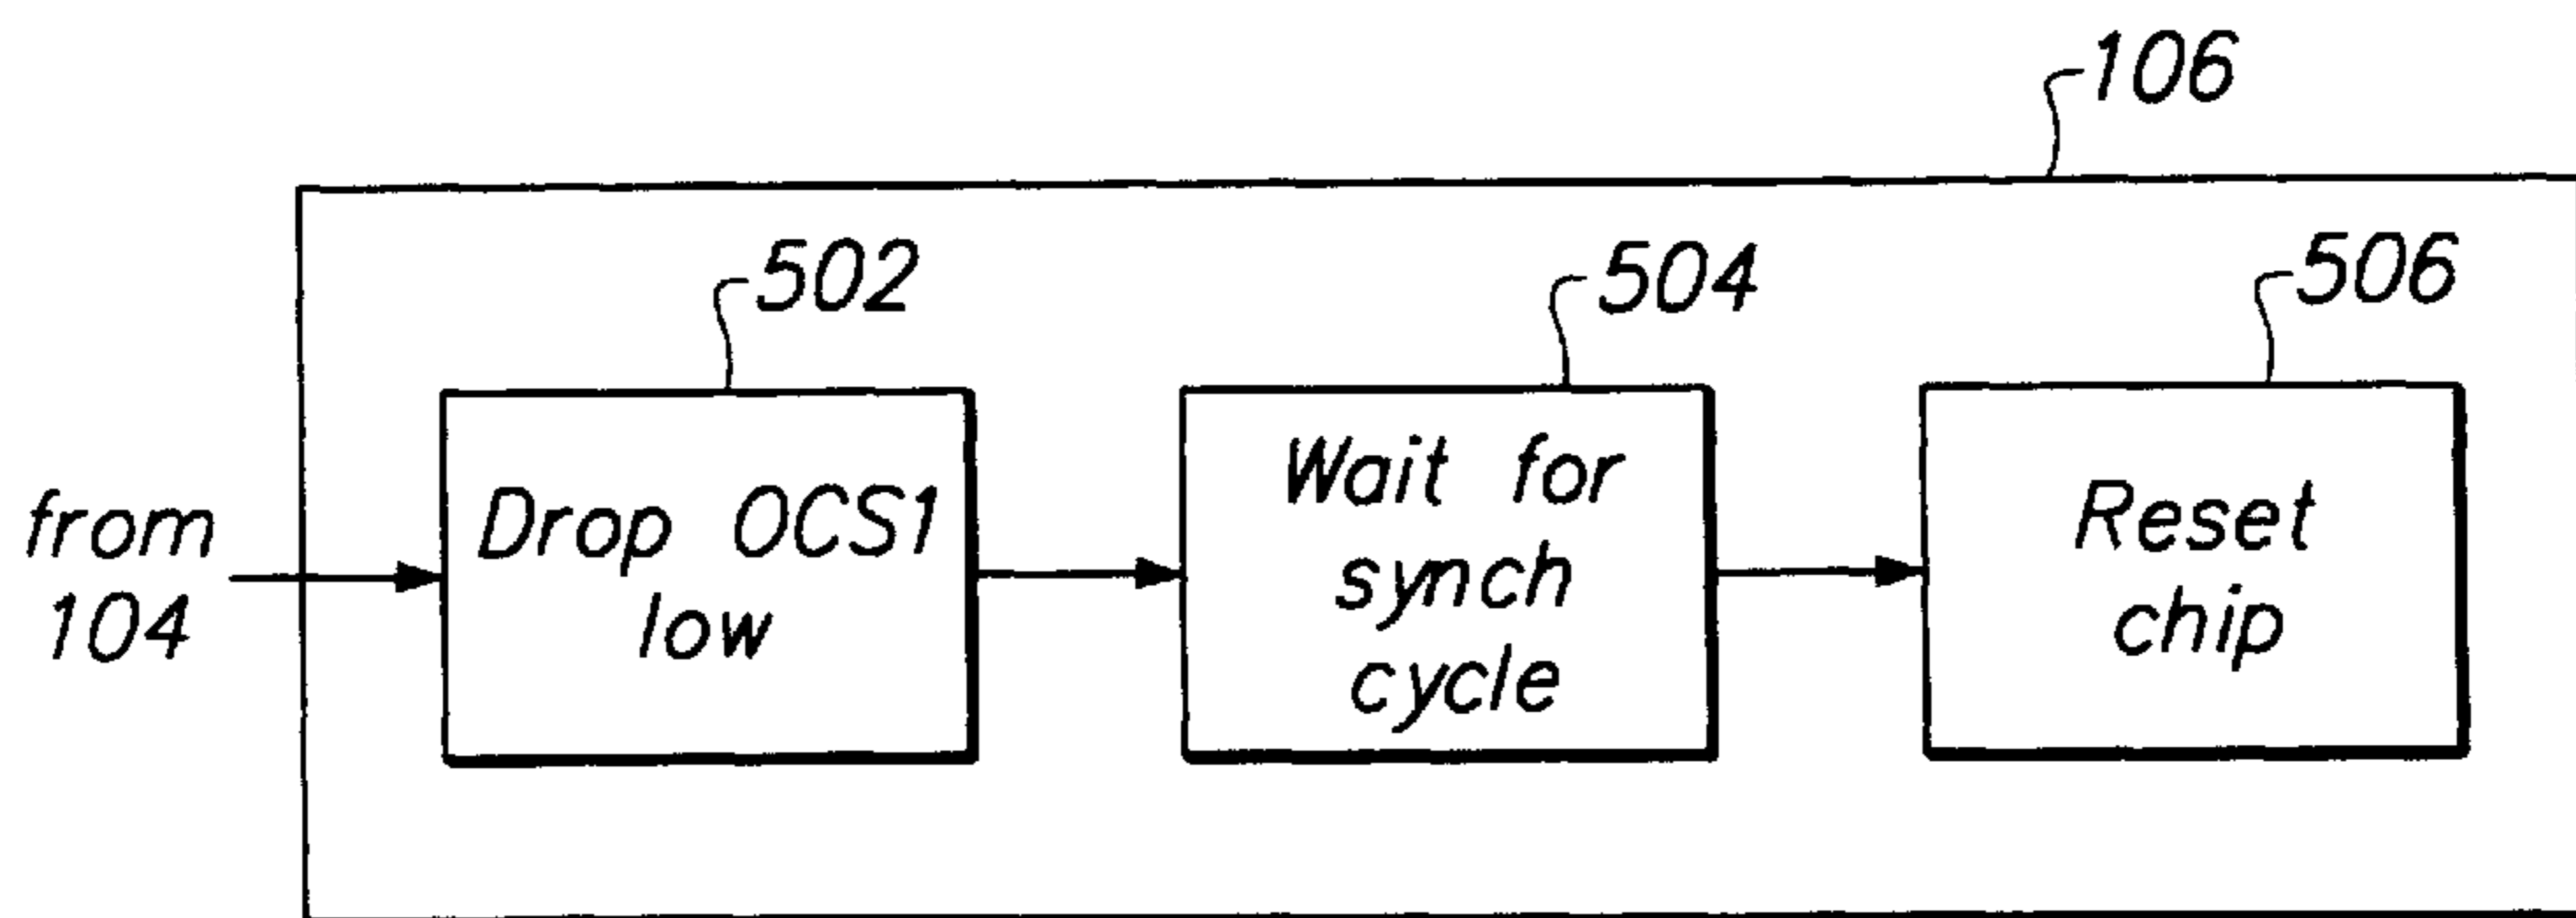 106
502
504
506
from
104
Drop OCS1
low
Wait for
synch
cycle
Reset
chip